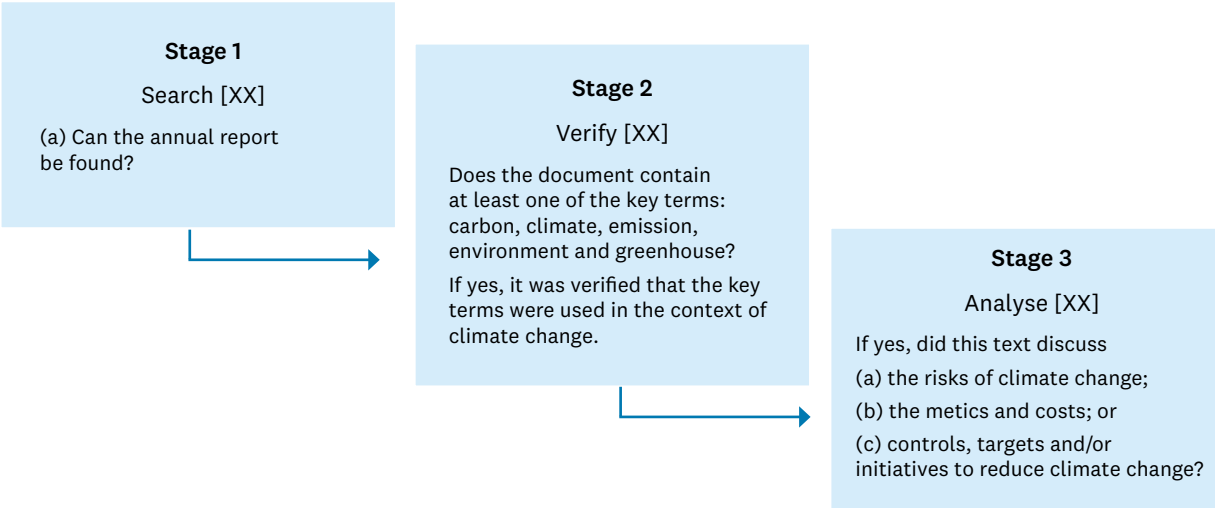 Stage 1
Search [XX]
(a) Can the annual report
be found?
Stage 2
Verify [XX]
Does the document contain
at least one of the key terms:
carbon, climate, emission,
environment and greenhouse?
If yes, it was verified that the key
terms were used in the context of
climate change.
Stage 3
Analyse [XX]
If yes, did this text discuss
(a) the risks of climate change;
(b) the metics and costs; or
(c) controls, targets and/or
initiatives to reduce climate change?